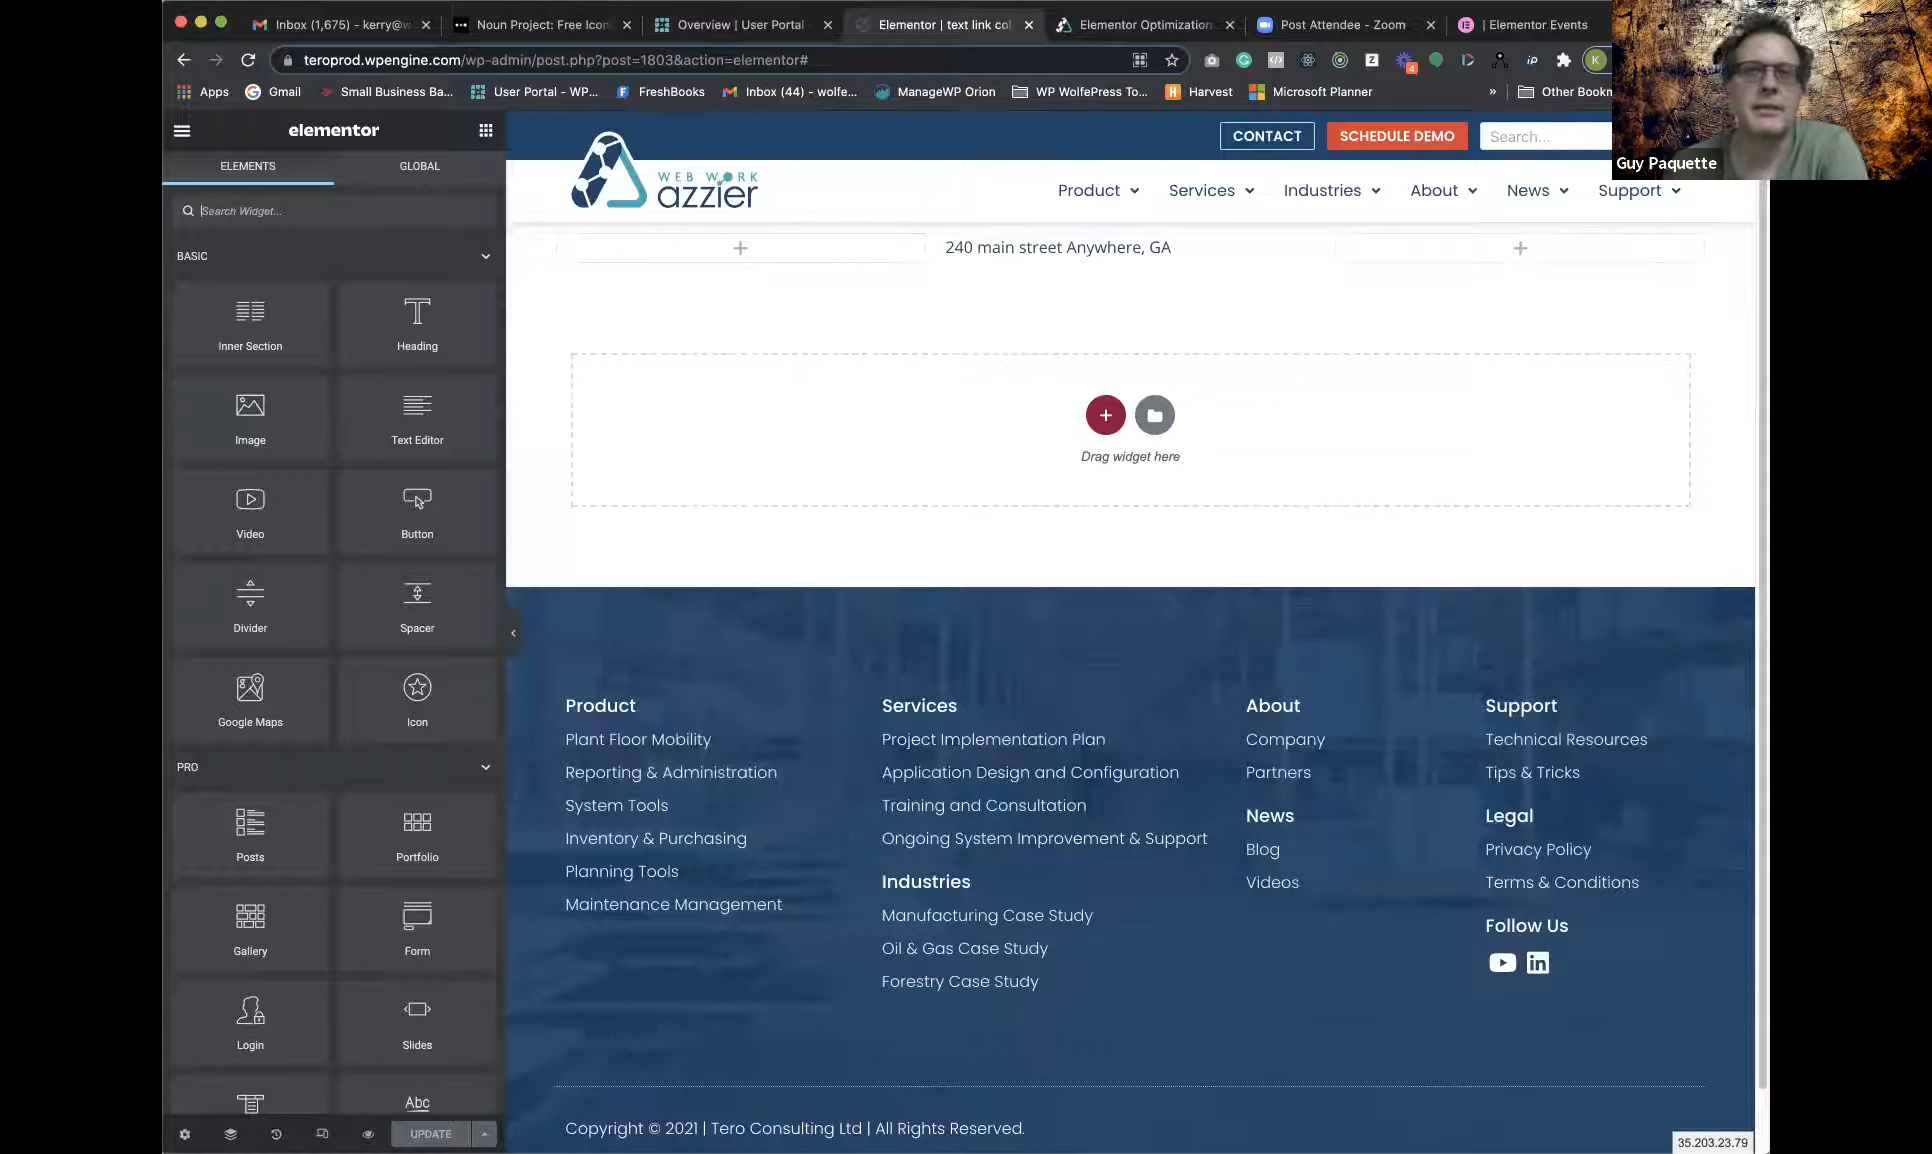 Inbox (1,675) - kerry@w
Noun Project: Free Icon
Overview | User Portal
Elementor | text link co
Elementor Optimization
Post Attendee - Zoom
| Elementor Events
teroprod.wpengine.com/wp-admin/post.php?post=1803&action=elementor#
Apps
Gmail
Small Business Ba...
User Portal - WP...
FreshBooks
Inbox (44) - wolfe...
ManageWP Orion
WP WolfePress To...
Harvest
Microsoft Planner
»
Other Bookm
Guy Paquette
elementor
ELEMENTS
GLOBAL
Search Widget...
BASIC
Inner Section
Heading
Image
Text Editor
Video
Button
Divider
Spacer
Google Maps
Icon
PRO
Posts
Portfolio
Gallery
Form
Login
Slides
Abc
UPDATE
CONTACT
SCHEDULE DEMO
Search...
WEB WORK
azzier
Product
Services
Industries
About
News
Support
240 main street Anywhere, GA
Drag widget here
Product
Plant Floor Mobility
Reporting & Administration
System Tools
Inventory & Purchasing
Planning Tools
Maintenance Management
Services
Project Implementation Plan
Application Design and Configuration
Training and Consultation
Ongoing System Improvement & Support
Industries
Manufacturing Case Study
Oil & Gas Case Study
Forestry Case Study
About
Company
Partners
News
Blog
Videos
Support
Technical Resources
Tips & Tricks
Legal
Privacy Policy
Terms & Conditions
Follow Us
Copyright © 2021 | Tero Consulting Ltd | All Rights Reserved.
35.203.23.79